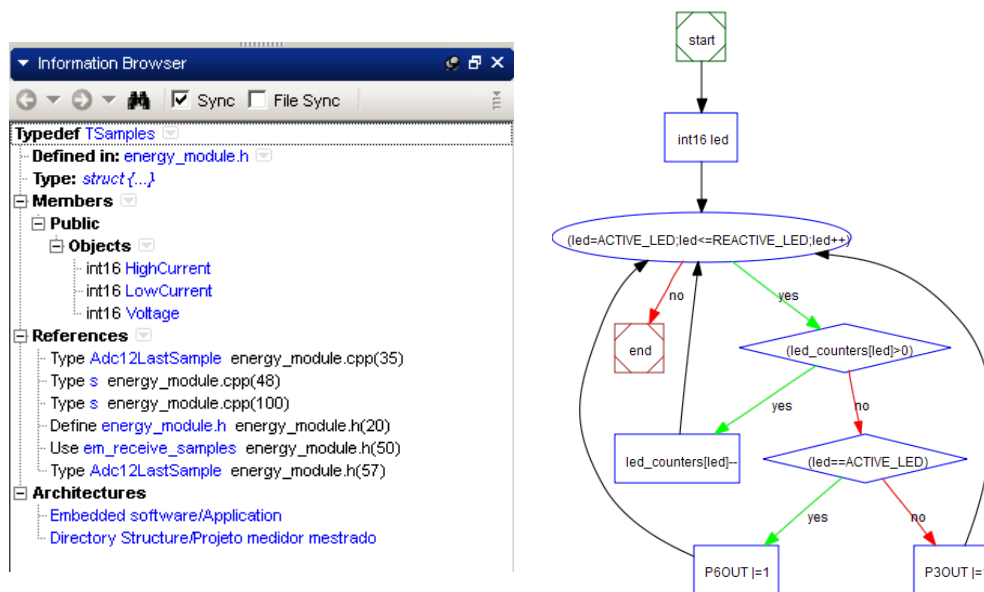 Information Browser
Sync File Sync
Typedef TSamples
Defined in: energy_module.h
Type: struct {...}
Members
Public
Objects
int16 HighCurrent
int16 LowCurrent
int16 Voltage
References
Type Adc12LastSample energy_module.cpp(35)
Type s energy_module.cpp(48)
Type s energy_module.cpp(100)
Define energy_module.h energy_module.h(20)
Use em_receive_samples energy_module.h(50)
Type Adc12LastSample energy_module.h(57)
Architectures
Embedded software/Application
Directory Structure/Projeto medidor mestrado
start
int16 led
(led=ACTIVE_LED;led<=REACTIVE_LED;led++)
no
yes
end
(led_counters[led]>0)
yes
no
led_counters[led]--
(led==ACTIVE_LED)
yes
no
P6OUT |=1
P3OUT |=